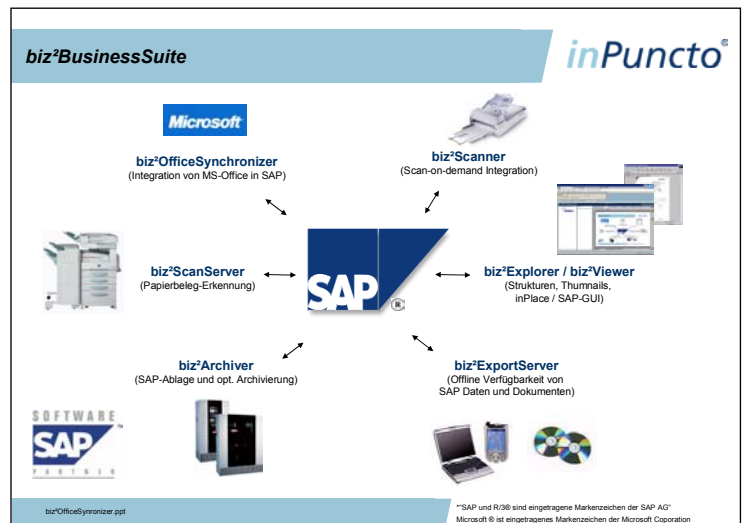 biz²BusinessSuite
inPuncto®
Microsoft
biz²OfficeSynchronizer
(Integration von MS-Office in SAP)
biz²Scanner
(Scan-on-demand Integration)
biz²ScanServer
(Papierbeleg-Erkennung)
SAP ®
biz²Explorer / biz²Viewer
(Strukturen, Thumnails,
inPlace / SAP-GUI)
biz²Archiver
(SAP-Ablage und opt. Archivierung)
biz²ExportServer
(Offline Verfügbarkeit von
SAP Daten und Dokumenten)
SOFTWARE
SAP™
PARTNER
biz²OfficeSynronizer.ppt
*"SAP und R/3® sind eingetragene Markenzeichen der SAP AG"
Microsoft ® ist eingetragenes Markenzeichen der Microsoft Coporation